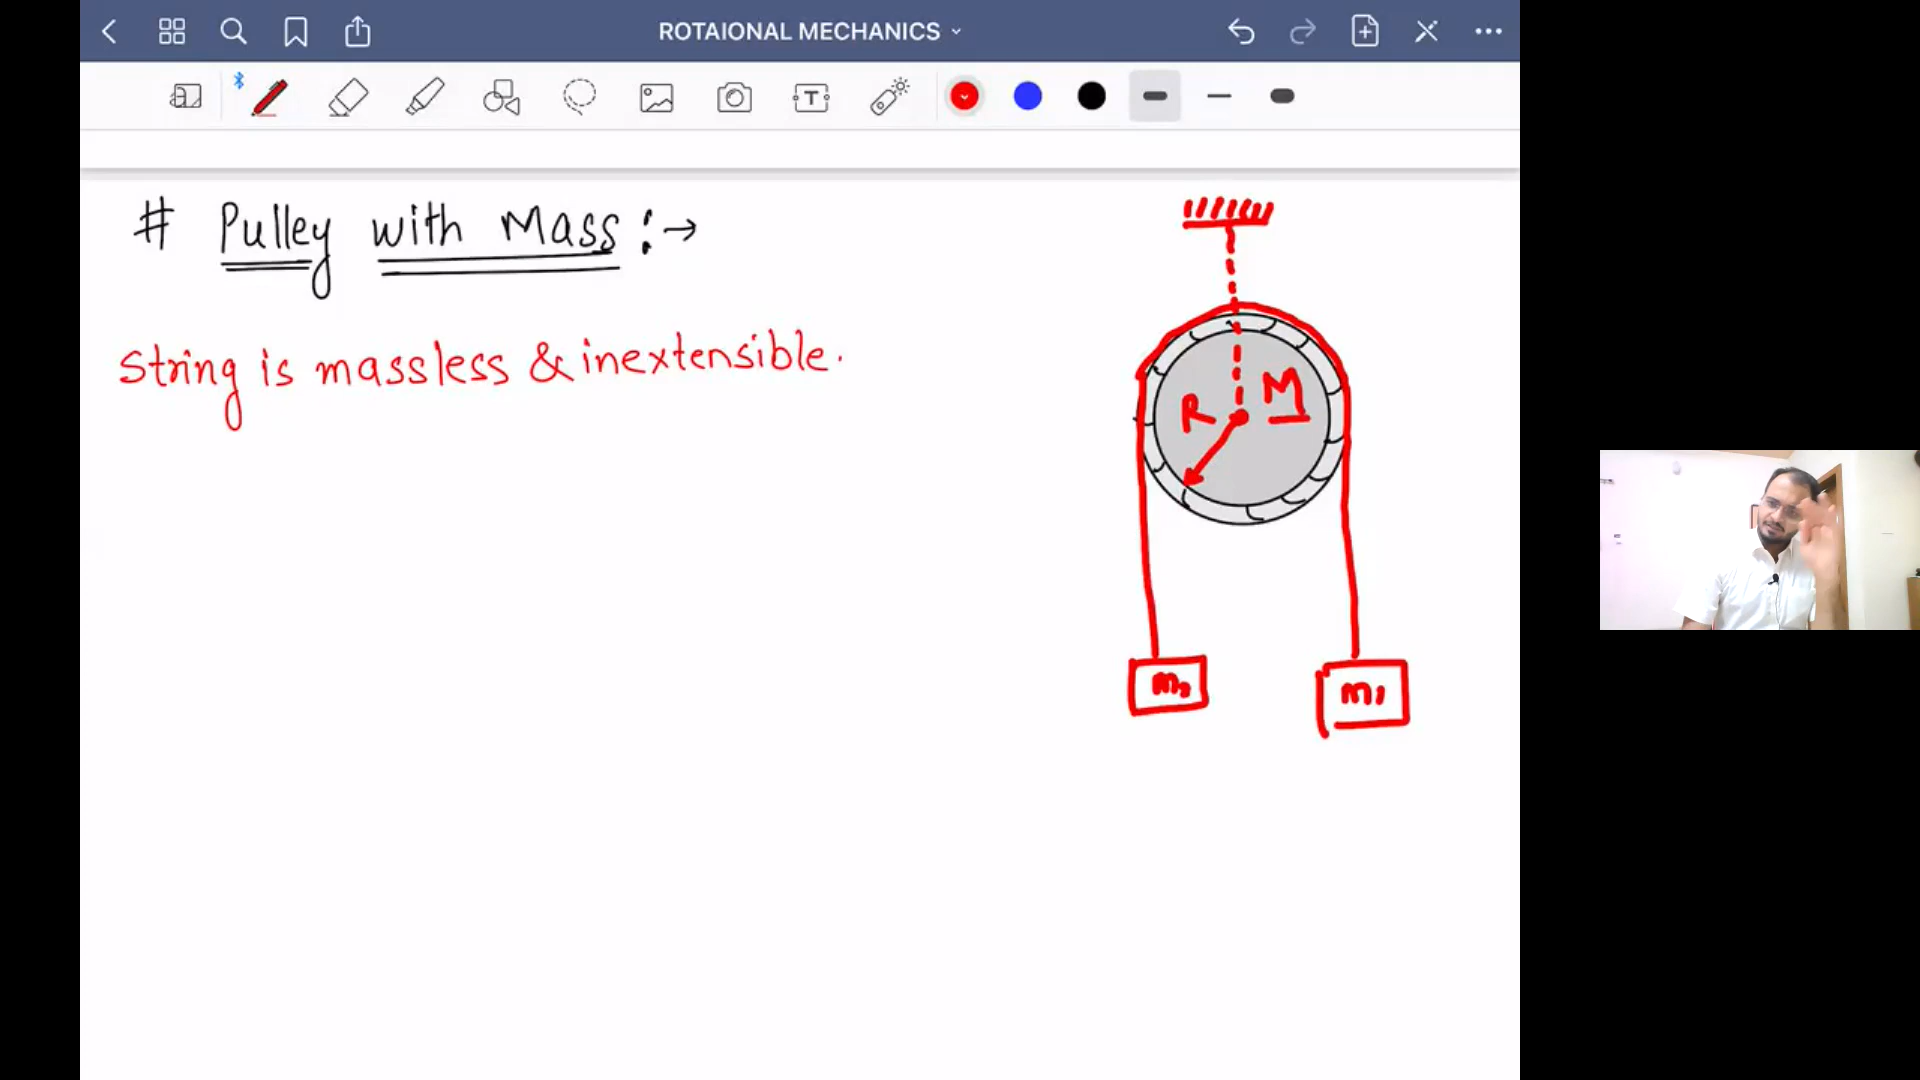 ROTAIONAL MECHANICS
# Pulley with Mass :→
String is massless & inextensible.
R M
m2
m1